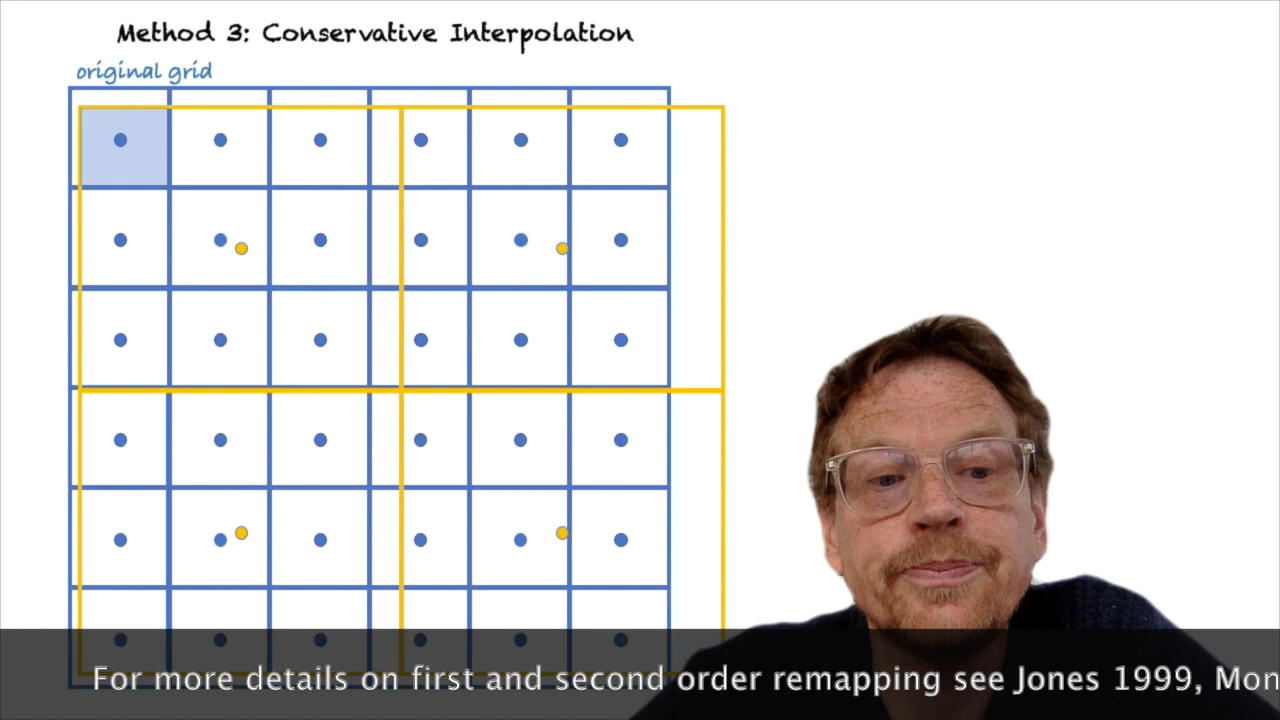 Method 3: Conservative Interpolation
original grid
For more details on first and second order remapping see Jones 1999, Mon